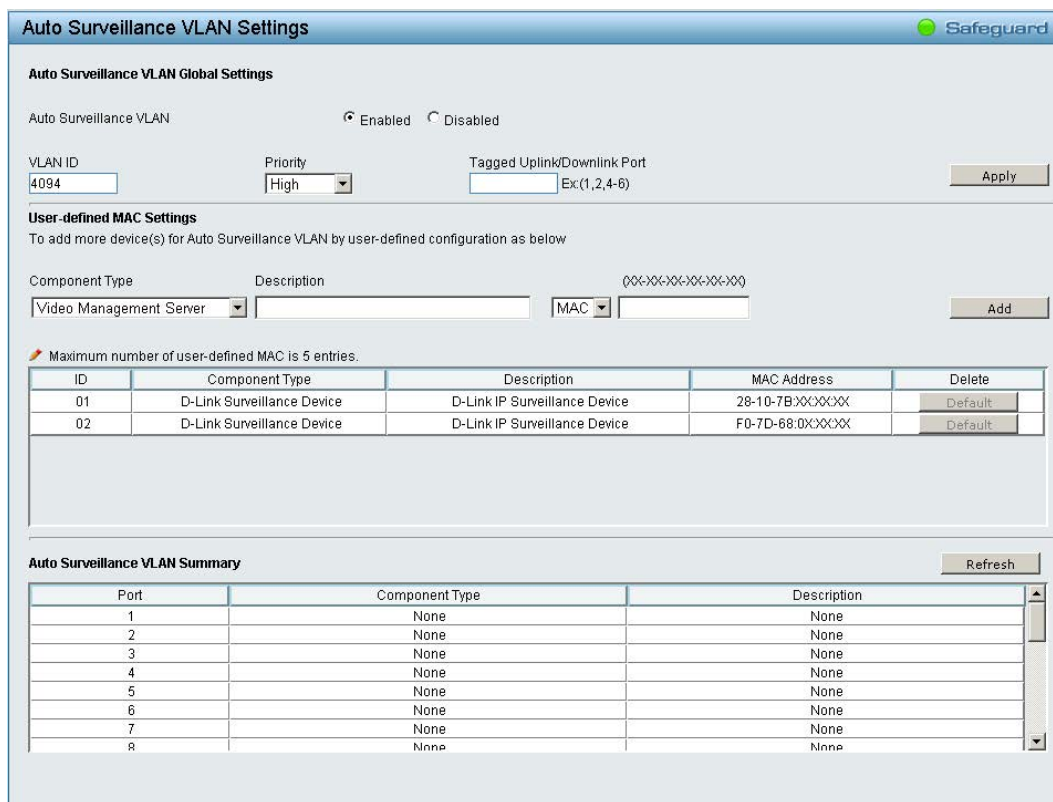 Auto Surveillance VLAN Settings
Safeguard
Auto Surveillance VLAN Global Settings
Auto Surveillance VLAN Enabled Disabled
VLAN ID Priority Tagged Uplink/Downlink Port
4094 High Ex:(1,2,4-6) Apply
User-defined MAC Settings
To add more device(s) for Auto Surveillance VLAN by user-defined configuration as below
Component Type Description (XX-XX-XX-XX-XX-XX)
Video Management Server MAC Add
Maximum number of user-defined MAC is 5 entries.
ID Component Type Description MAC Address Delete
01 D-Link Surveillance Device D-Link IP Surveillance Device 28-10-7B:XX:XX:XX Default
02 D-Link Surveillance Device D-Link IP Surveillance Device F0-7D-68:0X:XX:XX Default
Auto Surveillance VLAN Summary Refresh
Port Component Type Description
1 None None
2 None None
3 None None
4 None None
5 None None
6 None None
7 None None
8 None None